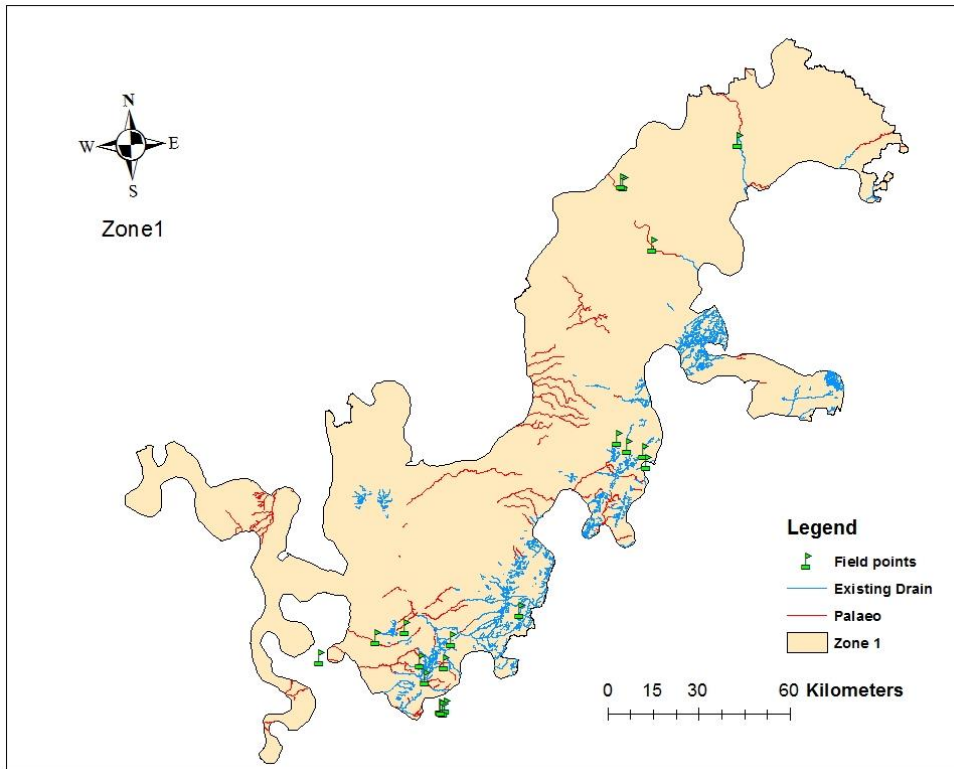 N
W E
S
Zone1
Legend
Field points
Existing Drain
Palaeo
Zone 1
0 15 30 60 Kilometers